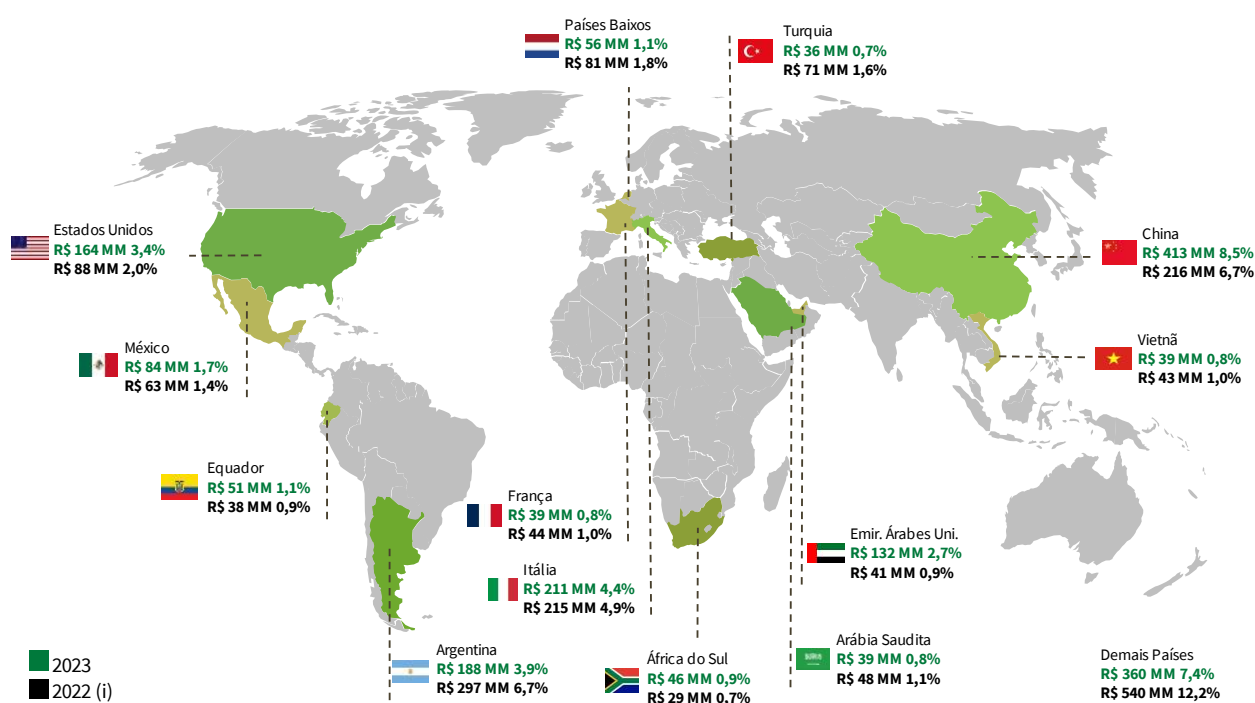 Países Baixos
R$ 56 MM 1,1%
R$ 81 MM 1,8%
Turquia
R$ 36 MM 0,7%
R$ 71 MM 1,6%
Estados Unidos
R$ 164 MM 3,4%
R$ 88 MM 2,0%
China
R$ 413 MM 8,5%
R$ 216 MM 6,7%
México
R$ 84 MM 1,7%
R$ 63 MM 1,4%
Vietnã
R$ 39 MM 0,8%
R$ 43 MM 1,0%
Equador
R$ 51 MM 1,1%
R$ 38 MM 0,9%
França
R$ 39 MM 0,8%
R$ 44 MM 1,0%
Emir. Árabes Uni.
R$ 132 MM 2,7%
R$ 41 MM 0,9%
Itália
R$ 211 MM 4,4%
R$ 215 MM 4,9%
Argentina
R$ 188 MM 3,9%
R$ 297 MM 6,7%
África do Sul
R$ 46 MM 0,9%
R$ 29 MM 0,7%
Arábia Saudita
R$ 39 MM 0,8%
R$ 48 MM 1,1%
Demais Países
R$ 360 MM 7,4%
R$ 540 MM 12,2%
2023
2022 (i)